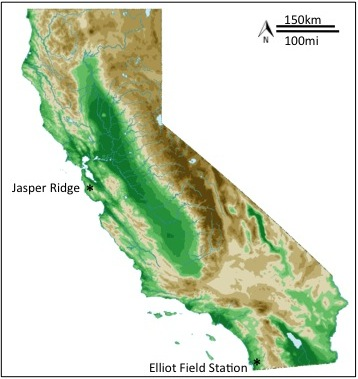 150km
N
100mi
Jasper Ridge *
Elliot Field Station *